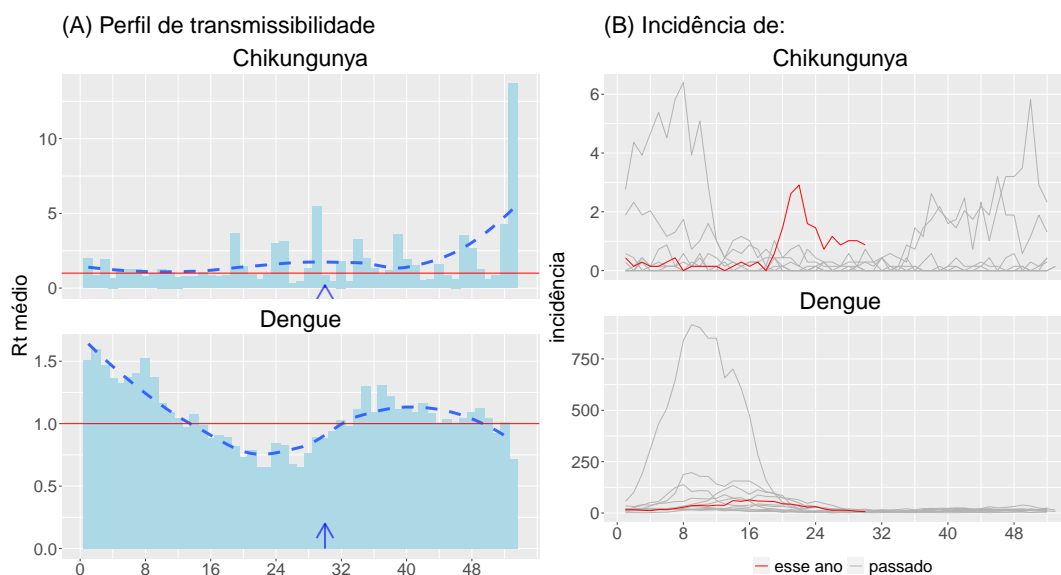 (A) Perfil de transmissibilidade
Chikungunya
10
5
0
Dengue
1.5
1.0
0.5
0.0
0 8 16 24 32 40 48
Rt médio
(B) Incidência de:
Chikungunya
6
4
2
0
Dengue
750
500
250
0
0 8 16 24 32 40 48
incidência
esse ano passado